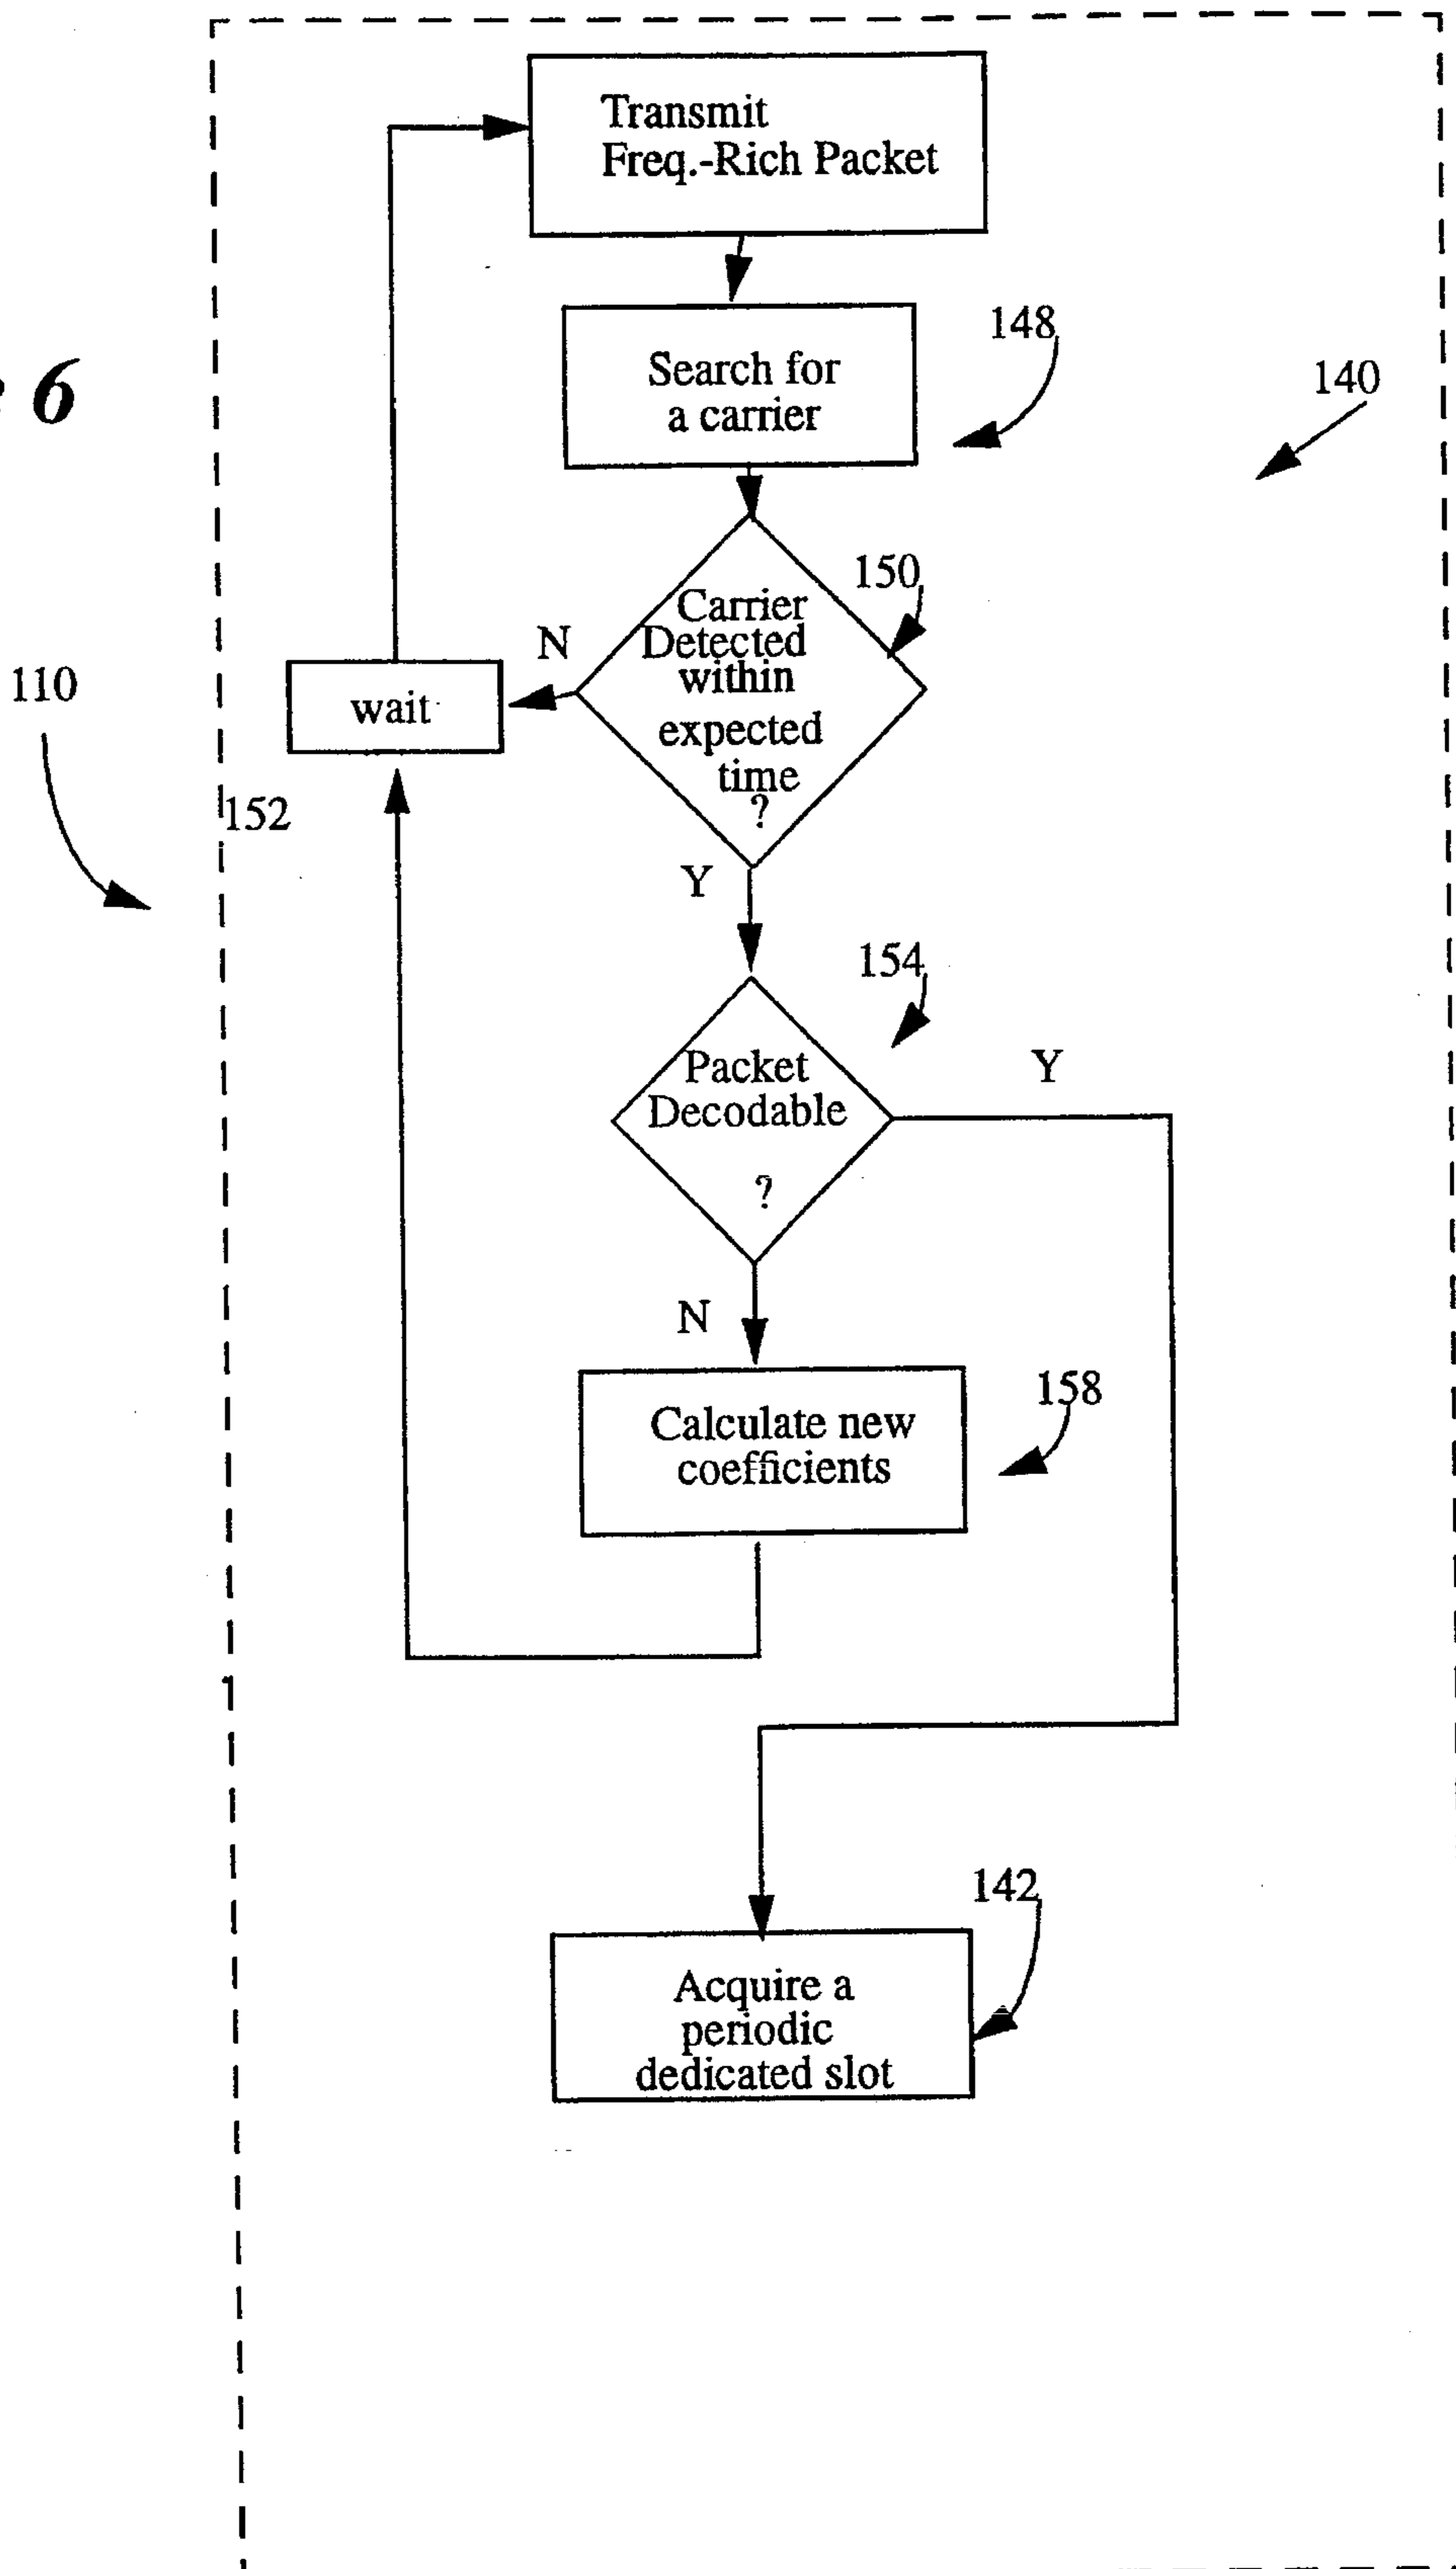 Transmit
Freq.-Rich Packet
148
Search for
a carrier
140
6
150
Carrier
Detected
within
expected
time
?
N
110
wait
152
Y
154
Packet
Decodable
?
Y
N
158
Calculate new
coefficients
142
Acquire a
periodic
dedicated slot